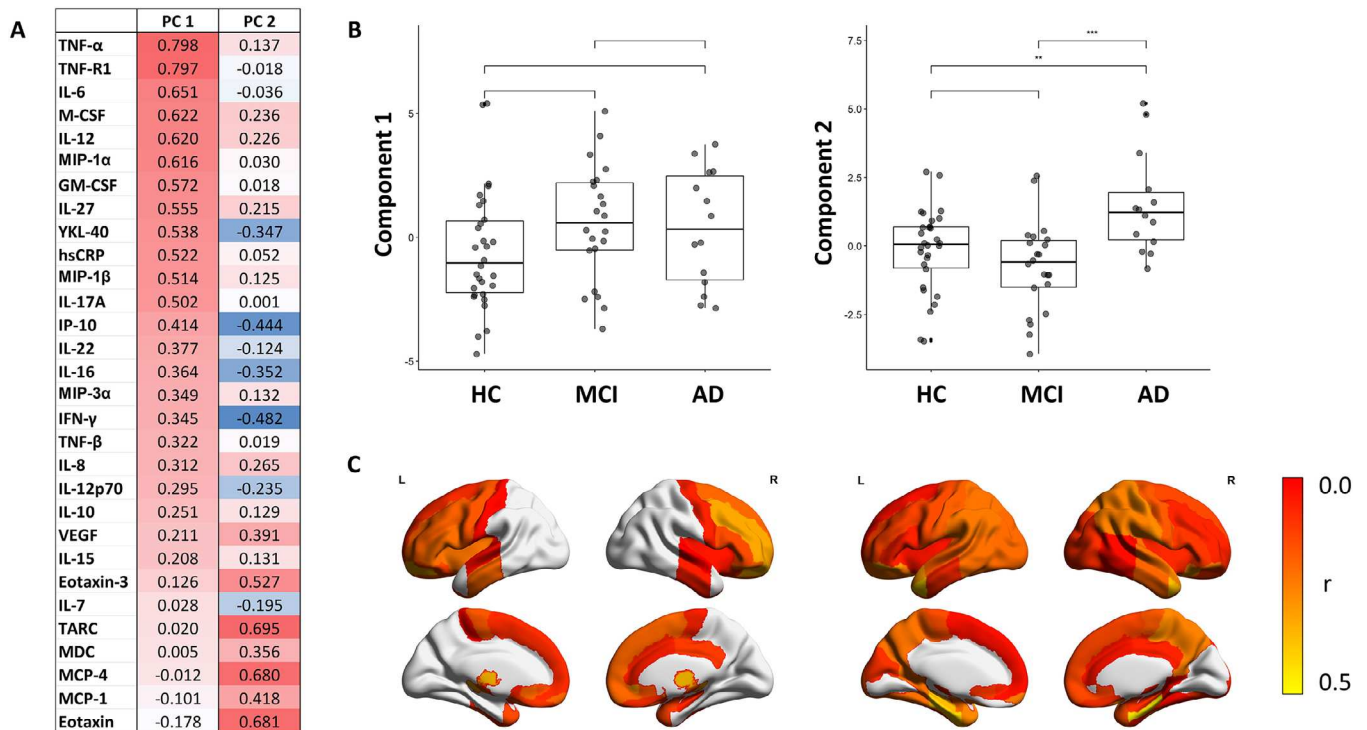 A
PC 1 PC 2
TNF-α 0.798 0.137
TNF-R1 0.797 -0.018
IL-6 0.651 -0.036
M-CSF 0.622 0.236
IL-12 0.620 0.226
MIP-1α 0.616 0.030
GM-CSF 0.572 0.018
IL-27 0.555 0.215
YKL-40 0.538 -0.347
hsCRP 0.522 0.052
MIP-1β 0.514 0.125
IL-17A 0.502 0.001
IP-10 0.414 -0.444
IL-22 0.377 -0.124
IL-16 0.364 -0.352
MIP-3α 0.349 0.132
IFN-γ 0.345 -0.482
TNF-β 0.322 0.019
IL-8 0.312 0.265
IL-12p70 0.295 -0.235
IL-10 0.251 0.129
VEGF 0.211 0.391
IL-15 0.208 0.131
Eotaxin-3 0.126 0.527
IL-7 0.028 -0.195
TARC 0.020 0.695
MDC 0.005 0.356
MCP-4 -0.012 0.680
MCP-1 -0.101 0.418
Eotaxin -0.178 0.681
B
Component 1
5
0
-5
HC MCI AD
Component 2
7.5
5.0
2.5
0.0
-2.5
***
**
HC MCI AD
C
L R L R
0.0
r
0.5